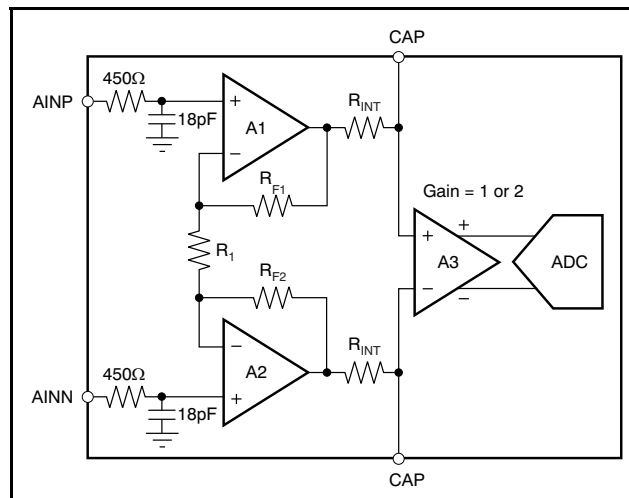 CAP
450Ω
AINP
+
A1
R_INT
18pF
−
R_F1
Gain = 1 or 2
+
R_1
+
A3
ADC
R_F2
−
−
−
A2
R_INT
450Ω
AINN
+
18pF
CAP